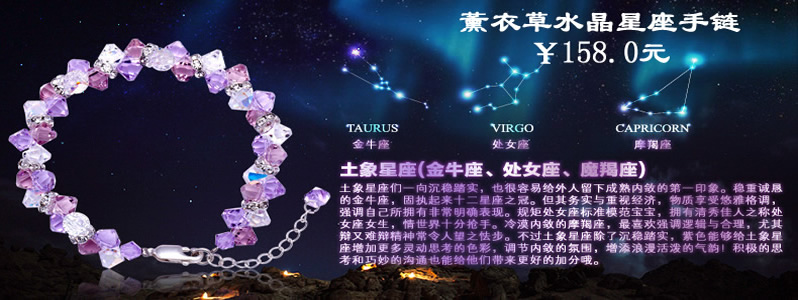 薰衣草水晶星座手链
￥158.0元
TAURUS VIRGO CAPRICORN
金牛座 处女座 摩羯座
土象星座(金牛座、处女座、魔羯座)
土象星座们一向沉稳踏实，也很容易给外人留下成熟内敛的第一印象。稳重诚恳
的金牛座，固执起来十二星座之冠。但其务实与重视经济，物质享受悠雅格调，
强调自己所拥有非常明确表现。规矩处女座标准模范宝宝，拥有清秀佳人之称处
女座女生，情世界十分抢手。冷漠内敛的摩羯座，最喜欢强调逻辑与合理，尤其
辩又难辩精神常令人望之怯步。不过土象星座除了沉稳踏实，紫色能够给土象星
座增加更多灵动思考的色彩，调节内敛的氛围，增添浪漫活泼的气韵！积极的思
考和巧妙的沟通也能给他们带来更好的加分哦。